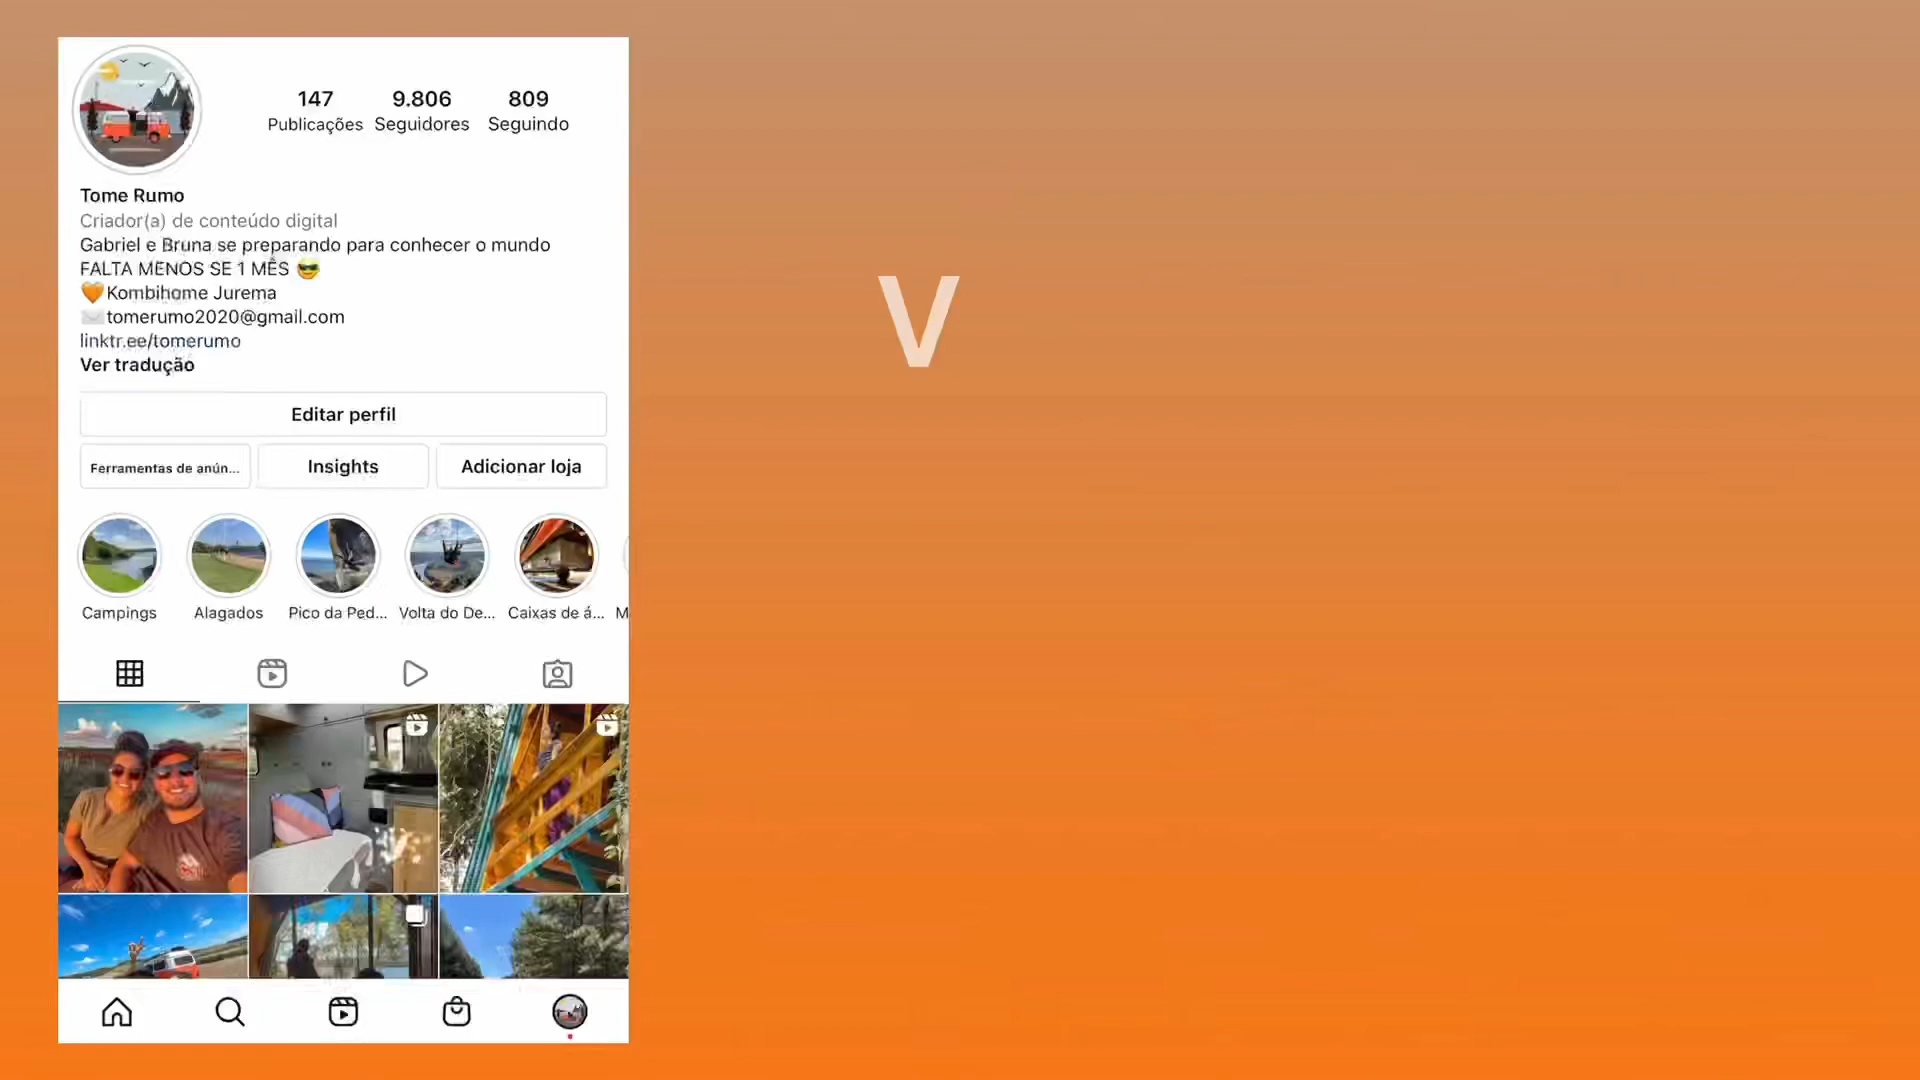 147 9.806 809
Publicações Seguidores Seguindo
Tome Rumo
Criador(a) de conteúdo digital
Gabriel e Bruna se preparando para conhecer o mundo
FALTA MENOS SE 1 MÊS 😎
🧡Kombihome Jurema
✉️tomerumo2020@gmail.com
linktr.ee/tomerumo
Ver tradução
Editar perfil
Ferramentas de anún... Insights Adicionar loja
Campings Alagados Pico da Ped... Volta do De... Caixas de á... M
V